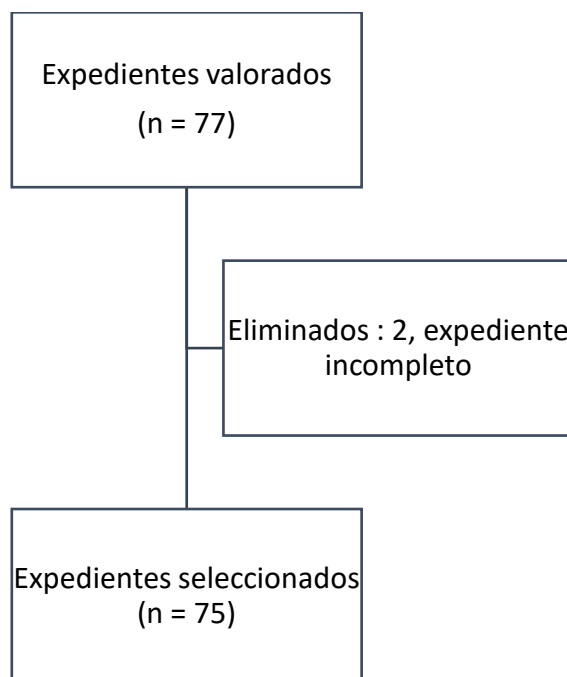 Expedientes valorados
(n = 77)
Eliminados : 2, expediente
incompleto
Expedientes seleccionados
(n = 75)